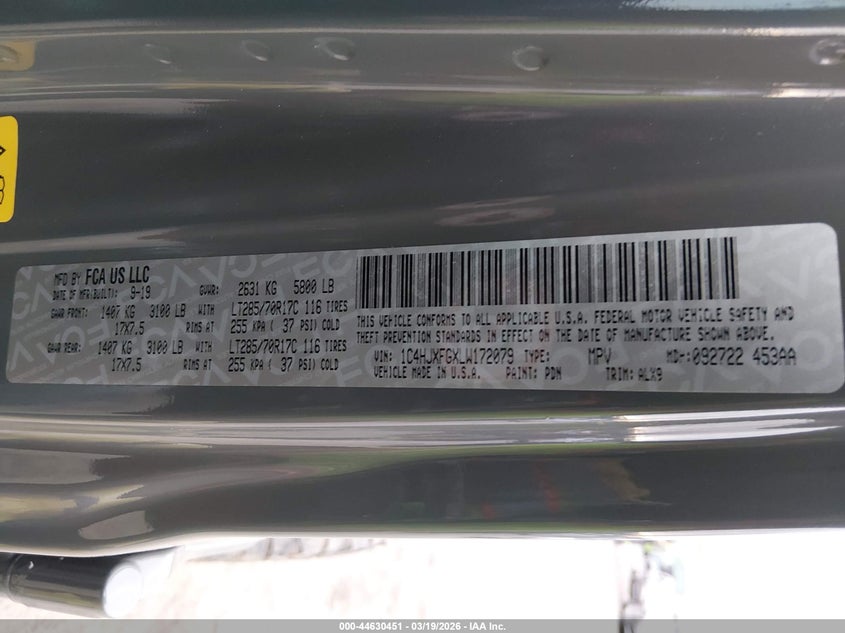 MFD BY FCA US LLC
DATE OF MFR(BUILT): 9-19 GVWR: 2631 KG 5800 LB
GAWR FRONT: 1407 KG 3100 LB WITH LT285/70R17C 116 TIRES
17X7.5 RIMS AT 255 KPA ( 37 PSI) COLD
GAWR REAR: 1407 KG 3100 LB WITH LT285/70R17C 116 TIRES
17X7.5 RIMS AT 255 KPA ( 37 PSI) COLD
THIS VEHICLE CONFORMS TO ALL APPLICABLE U.S.A. FEDERAL MOTOR VEHICLE SAFETY AND
THEFT PREVENTION STANDARDS IN EFFECT ON THE DATE OF MANUFACTURE SHOWN ABOVE.
VIN: 1C4HJXFGXLW172079 TYPE: MPV MDH:092722 453AA
VEHICLE MADE IN U.S.A. PAINT: PDN TRIM: ALX9
000-44630451 - 03/19/2026 - IAA Inc.